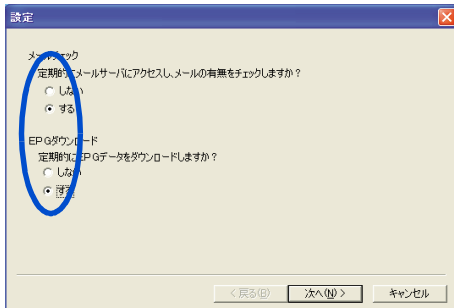 設定
メールチェック
定期的にメールサーバにアクセスし、メールの有無をチェックしますか？
しない
する
EPGダウンロード
定期的にEPGデータをダウンロードしますか？
しない
する
< 戻る(B)
次へ(N) >
キャンセル